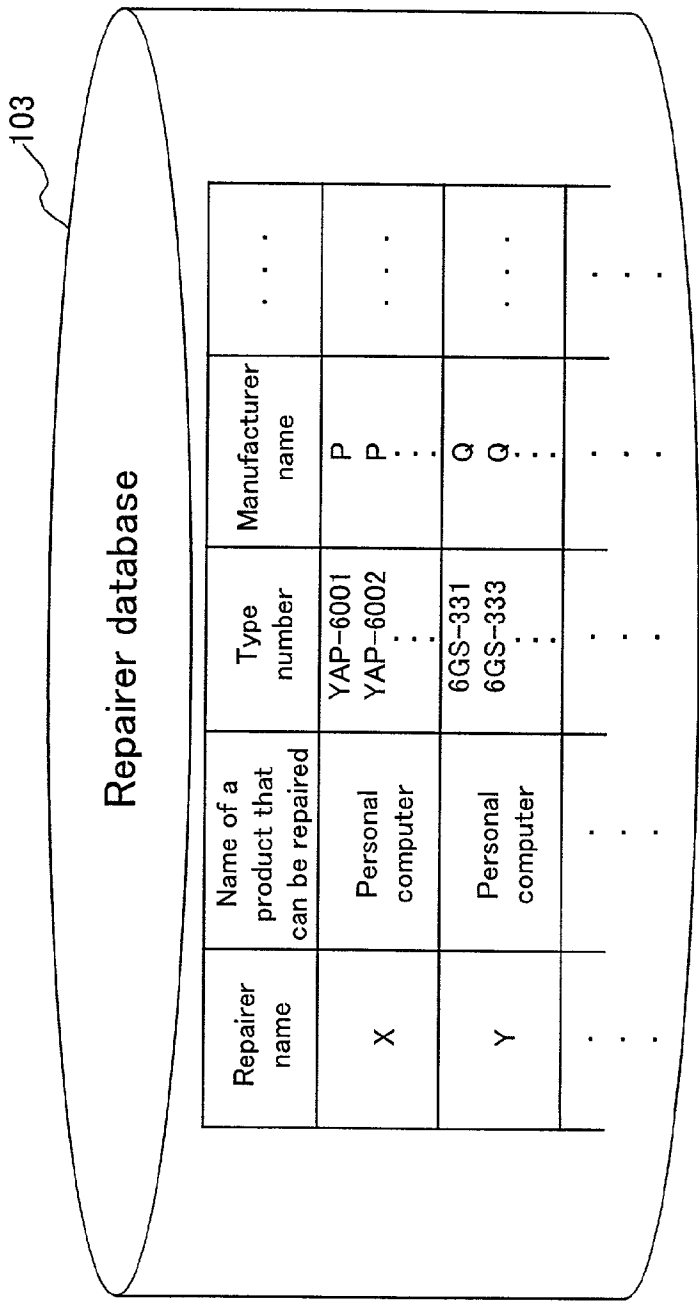 103
Repairer database
Repairer
name
Name of a
product that
can be repaired
Type
number
Manufacturer
name
. . .
X
Personal
computer
YAP-6001
YAP-6002
. . .
P
P
. . .
. . .
Y
Personal
computer
6GS-331
6GS-333
. . .
Q
Q
. . .
. . .
. . .
. . .
. . .
. . .
. . .